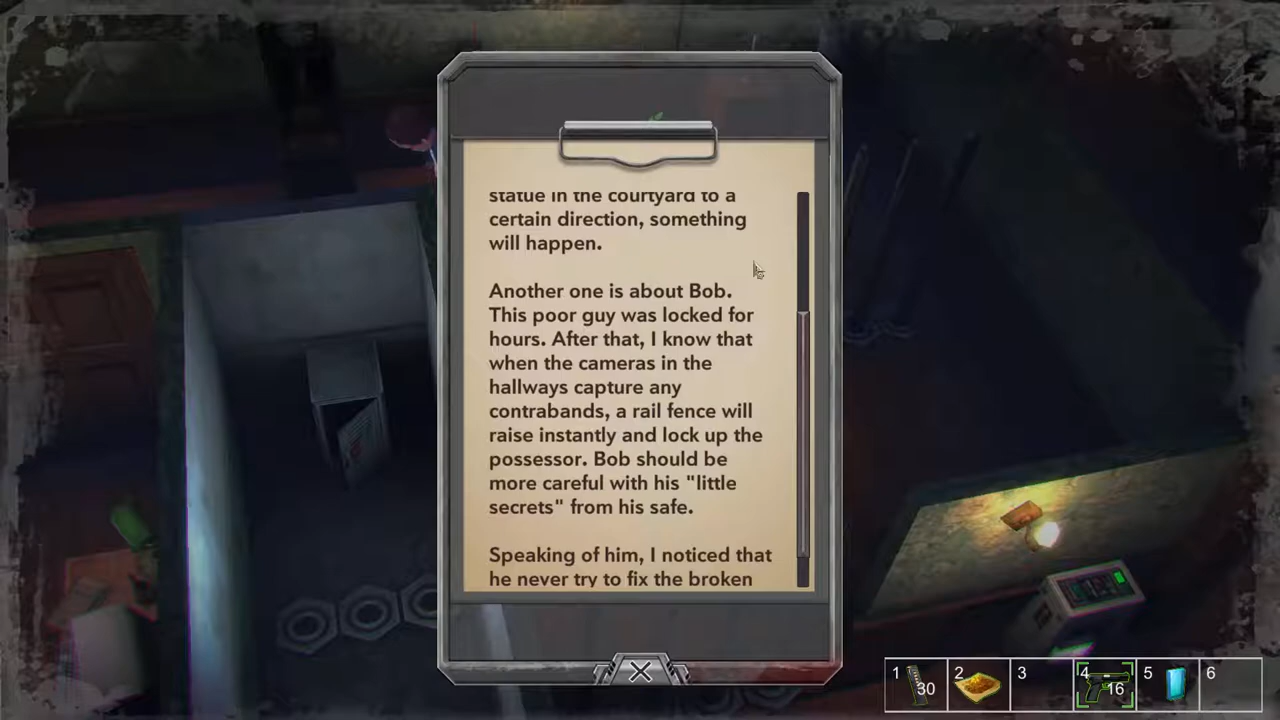 statue in the courtyard to a
certain direction, something
will happen.
Another one is about Bob.
This poor guy was locked for
hours. After that, I know that
when the cameras in the
hallways capture any
contrabands, a rail fence will
raise instantly and lock up the
possessor. Bob should be
more careful with his "little
secrets" from his safe.
Speaking of him, I noticed that
he never try to fix the broken
1 30 2 3 4 16 5 6